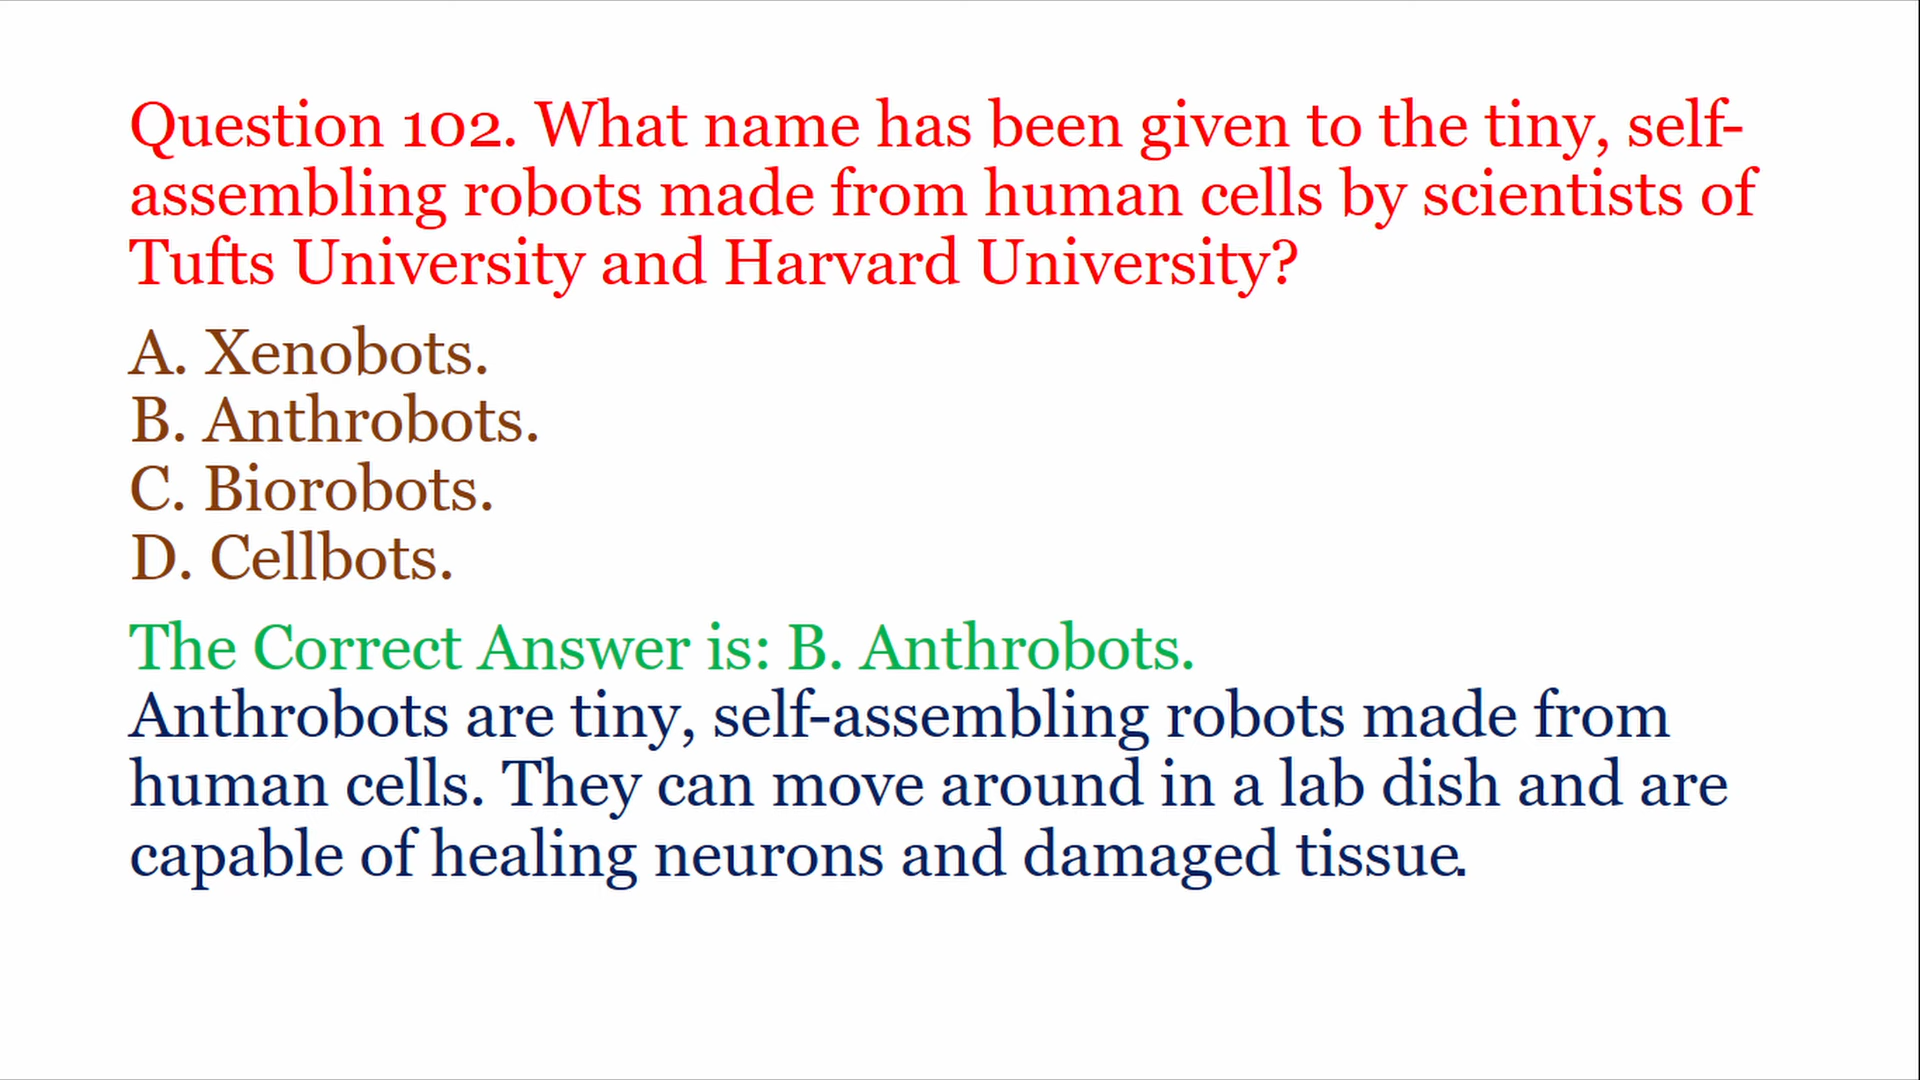 Question 102. What name has been given to the tiny, self-
assembling robots made from human cells by scientists of
Tufts University and Harvard University?
A. Xenobots.
B. Anthrobots.
C. Biorobots.
D. Cellbots.
The Correct Answer is: B. Anthrobots.
Anthrobots are tiny, self-assembling robots made from
human cells. They can move around in a lab dish and are
capable of healing neurons and damaged tissue.